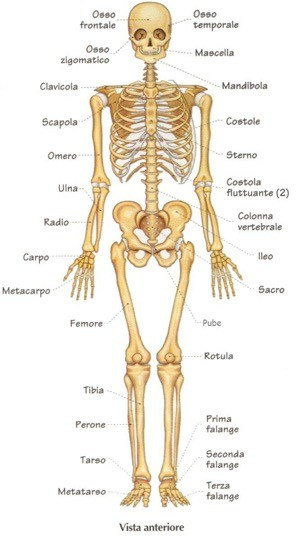 Osso
frontale
Osso
temporale
Osso
zigomatico
Mascella
Clavicola
Mandibola
Scapola
Costole
Omero
Sterno
Ulna
Costola
fluttuante (2)
Radio
Colonna
vertebrale
Carpo
Ileo
Metacarpo
Sacro
Femore
Pube
Rotula
Tibia
Perone
Prima
falange
Tarso
Seconda
falange
Metatarso
Terza
falange
Vista anteriore